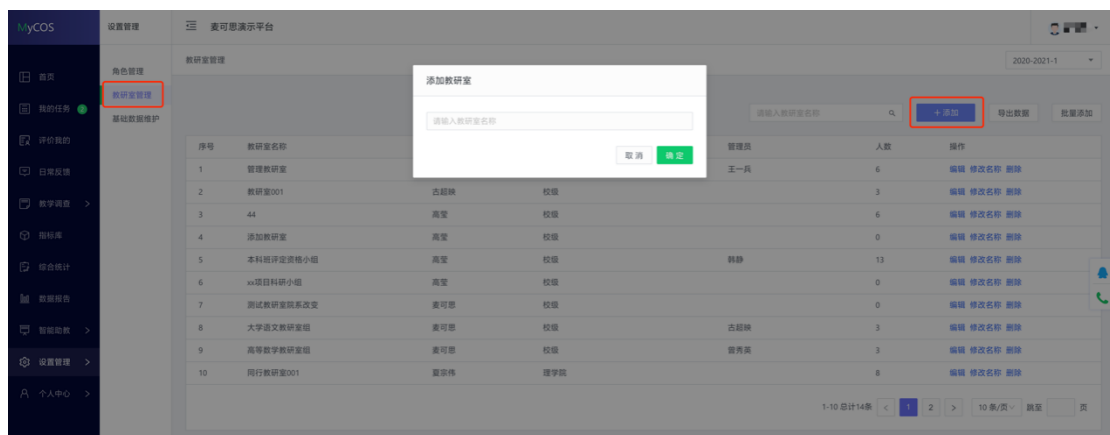 MyCOS
设置管理
麦可思演示平台
首页
我的任务 2
评价我的
日常反馈
教学调查
指标库
综合统计
数据报告
智能助教
设置管理
个人中心
角色管理
教研室管理
基础数据维护
教研室管理
2020-2021-1
添加教研室
请输入教研室名称
取 消 确 定
请输入教研室名称
+ 添加 导出数据 批量添加
序号 教研室名称 管理员 人数 操作
1 管理教研室 王一兵 6 编辑 修改名称 删除
2 教研室001 古超映 校级 3 编辑 修改名称 删除
3 44 高莹 校级 6 编辑 修改名称 删除
4 添加教研室 高莹 校级 0 编辑 修改名称 删除
5 本科班评定资格小组 高莹 校级 韩静 13 编辑 修改名称 删除
6 xs项目科研小组 高莹 校级 0 编辑 修改名称 删除
7 测试教研室院系改变 麦可思 校级 0 编辑 修改名称 删除
8 大学语文教研室组 麦可思 校级 古超映 3 编辑 修改名称 删除
9 高等数学教研室组 麦可思 校级 曾秀英 3 编辑 修改名称 删除
10 同行教研室001 夏宗伟 理学院 8 编辑 修改名称 删除
1-10 总计14条 < 1 2 > 10 条/页 跳至 页